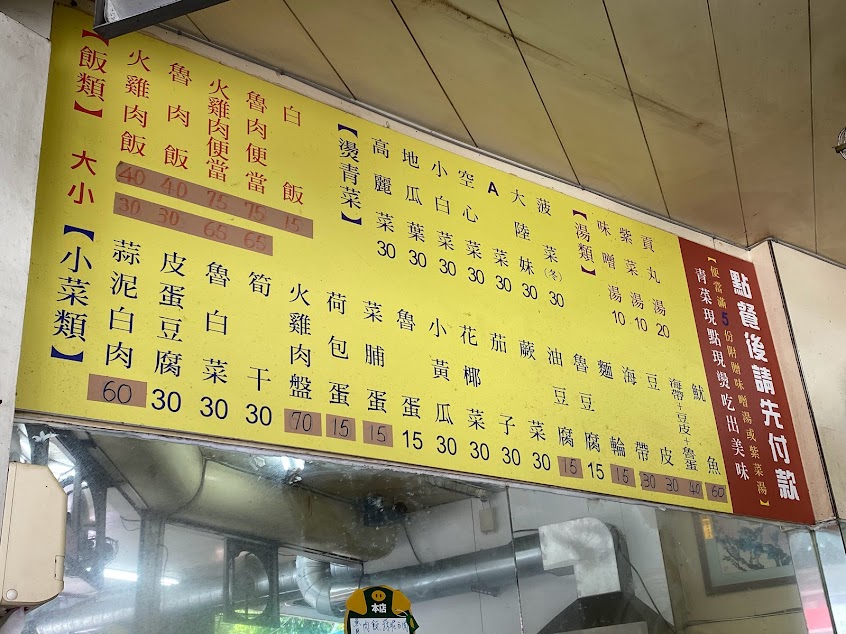 【飯類】 大 小
火雞肉飯 40 30
魯肉飯 40 30
火雞肉便當 75 65
魯肉便當 75 65
白飯 15
【燙青菜】
高麗菜 30
地瓜葉 30
小白菜 30
空心菜 30
A菜 30
大陸妹 30
菠菜(冬) 30
【湯類】
味噌湯 10
紫菜湯 10
貢丸湯 20
【小菜類】
蒜泥白肉 60
皮蛋豆腐 30
魯白菜 30
筍干 30
火雞肉盤 70
荷包蛋 15
菜脯蛋 15
魯蛋 15
小黃瓜 30
花椰菜 30
茄子 30
蕨菜 30
油豆腐 15
魯豆腐 15
麵輪 15
海帶 30
豆皮 30
海帶+豆皮+魯蛋 40
魷魚 60
點餐後請先付款
【便當滿5份附贈味噌湯或紫菜湯】
青菜現點現燙吃出美味
本店